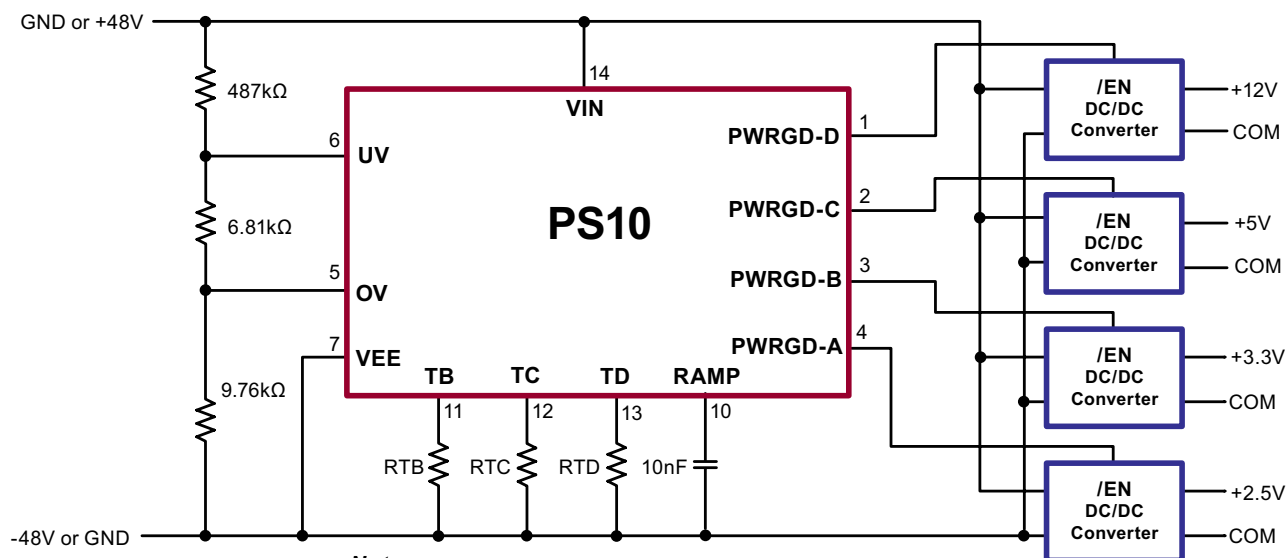 GND or +48V
487kΩ
6.81kΩ
9.76kΩ
-48V or GND
14
VIN
6
UV
5
OV
7
VEE
PS10
PWRGD-D
1
PWRGD-C
2
PWRGD-B
3
PWRGD-A
4
TB
TC
TD
RAMP
11
12
13
10
RTB
RTC
RTD
10nF
/EN
DC/DC
Converter
+12V
COM
/EN
DC/DC
Converter
+5V
COM
/EN
DC/DC
Converter
+3.3V
COM
/EN
DC/DC
Converter
+2.5V
COM